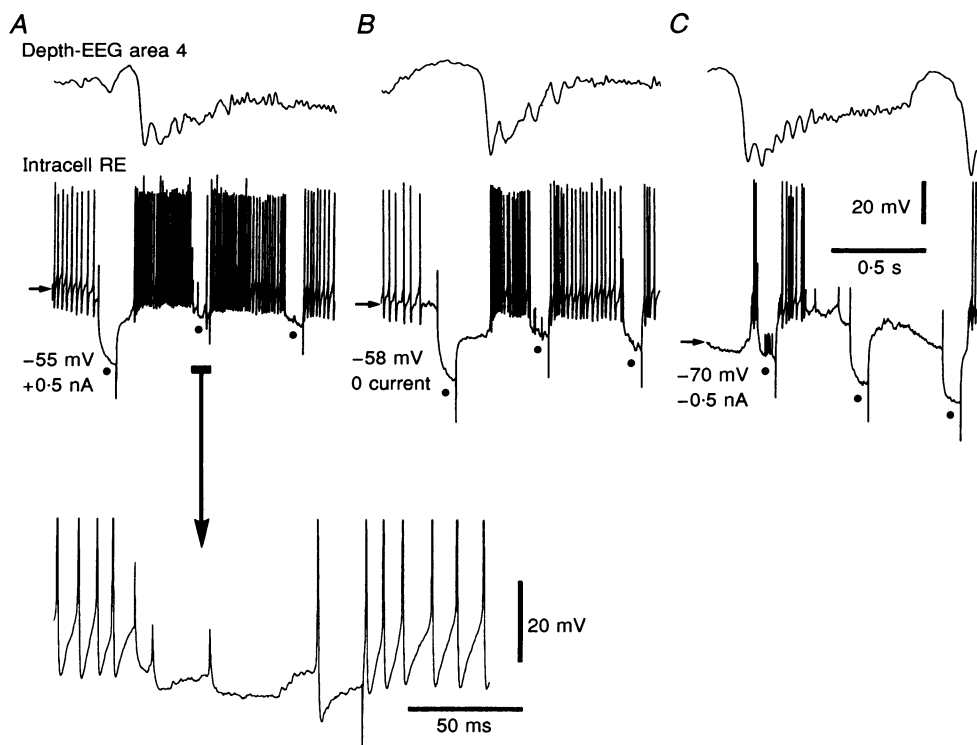 A
B
C
Depth-EEG area 4
Intracell RE
20 mV
0·5 s
−55 mV
+0·5 nA
−58 mV
0 current
−70 mV
−0·5 nA
20 mV
50 ms